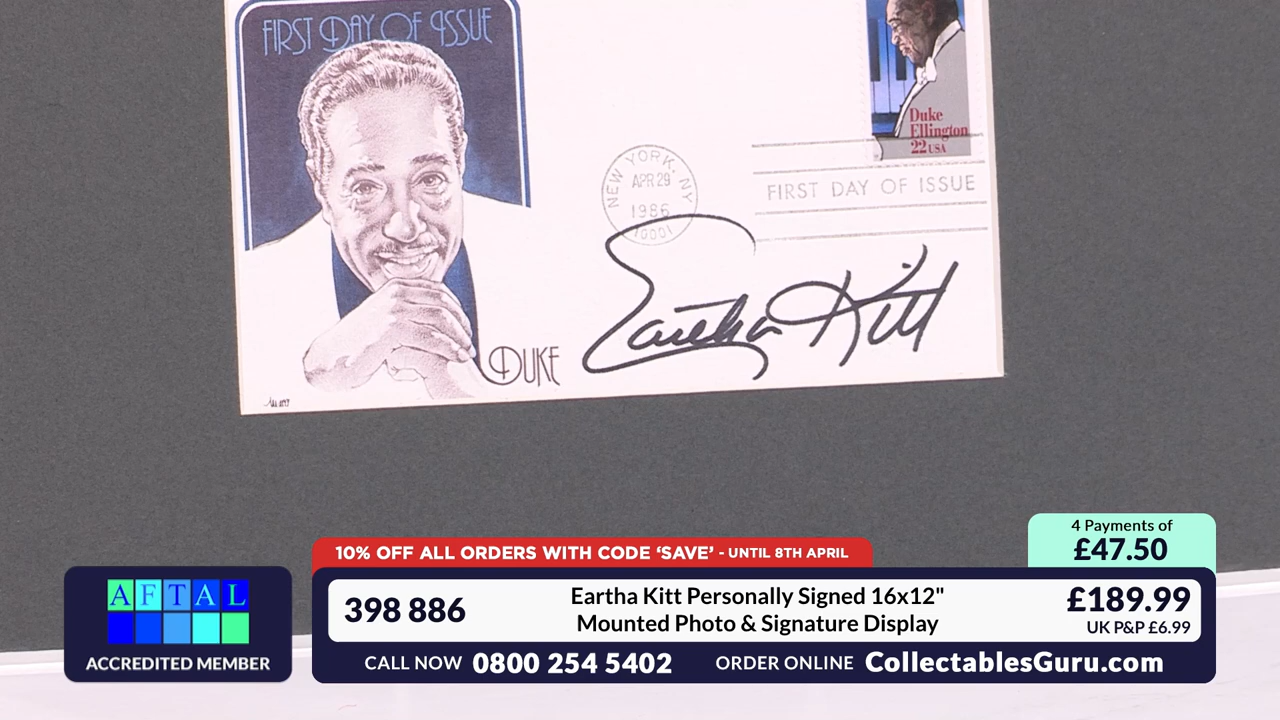 FIRST DAY OF ISSUE
Duke
Ellington
22 USA
NEW YORK, NY
APR 29
1986
10001
FIRST DAY OF ISSUE
Eartha Kitt
DUKE
4 Payments of
£47.50
10% OFF ALL ORDERS WITH CODE ‘SAVE’ - UNTIL 8TH APRIL
AFTAL
ACCREDITED MEMBER
398 886
Eartha Kitt Personally Signed 16x12"
Mounted Photo & Signature Display
£189.99
UK P&P £6.99
CALL NOW 0800 254 5402
ORDER ONLINE CollectablesGuru.com